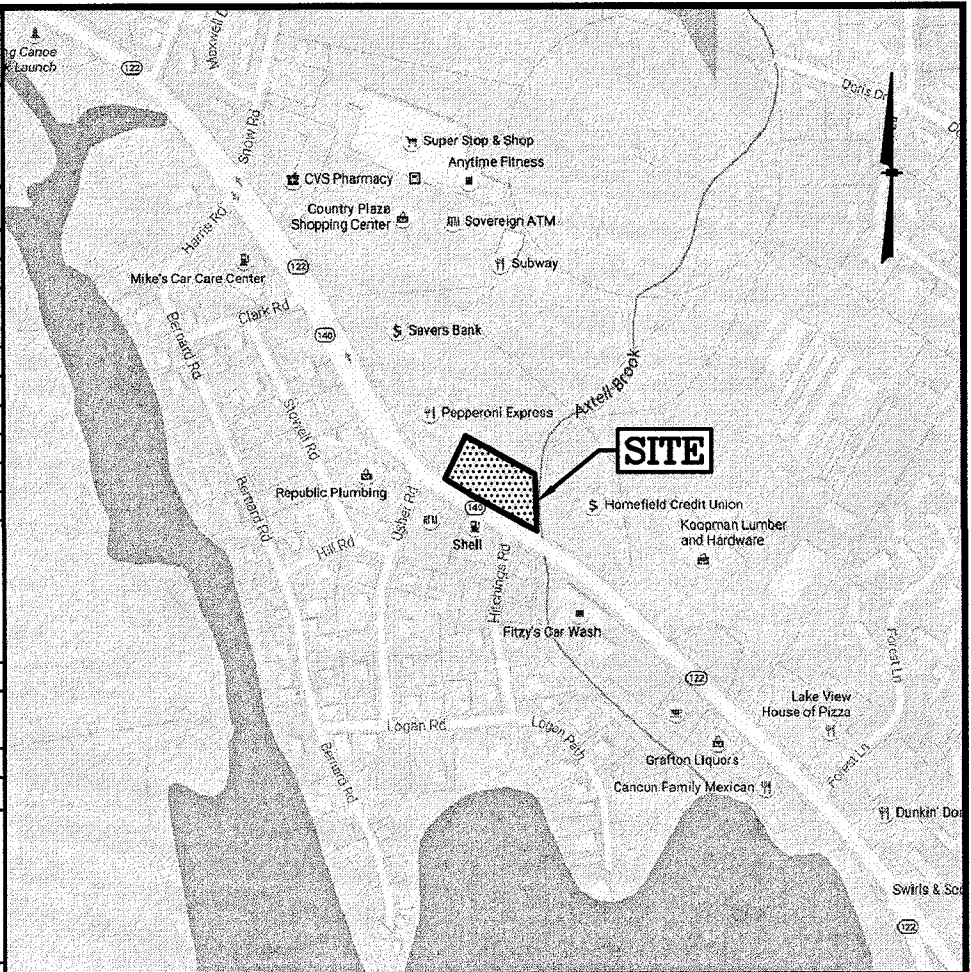 ng Canoe
k Launch
122
Maxwell D
Snow Rd
Doris Dr
Super Stop & Shop
Anytime Fitness
CVS Pharmacy
Country Plaza
Shopping Center
Sovereign ATM
Harris Rd
Subway
122
Mike's Car Care Center
Clark Rd
Bernard Rd
140
$ Savers Bank
Stowell Rd
Axtell Brook
Pepperoni Express
SITE
Republic Plumbing
Usher Rd
140
Shell
$ Homefield Credit Union
Koopman Lumber
and Hardware
Bernard Rd
Hill Rd
Hitchings Rd
Fitzy's Car Wash
Forest Ln
122
Lake View
House of Pizza
Logan Rd
Logan Path
Grafton Liquors
Bernard Rd
Forest Ln
Cancun Family Mexican
Dunkin' Don
Swirls & Sco
122